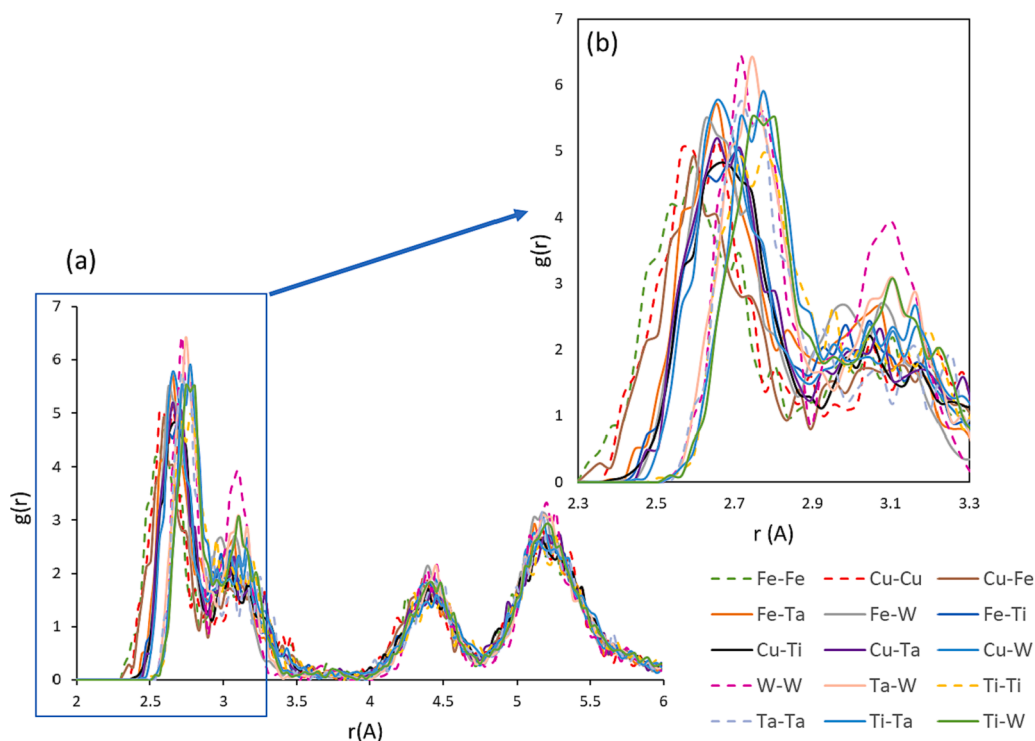 (b)
7
6
5
4
3
2
1
0
g(r)
2.3 2.5 2.7 2.9 3.1 3.3
r (A)
(a)
7
6
5
4
3
2
1
0
g(r)
2 2.5 3 3.5 4 4.5 5 5.5 6
r(A)
Fe-Fe Cu-Cu Cu-Fe
Fe-Ta Fe-W Fe-Ti
Cu-Ti Cu-Ta Cu-W
W-W Ta-W Ti-Ti
Ta-Ta Ti-Ta Ti-W